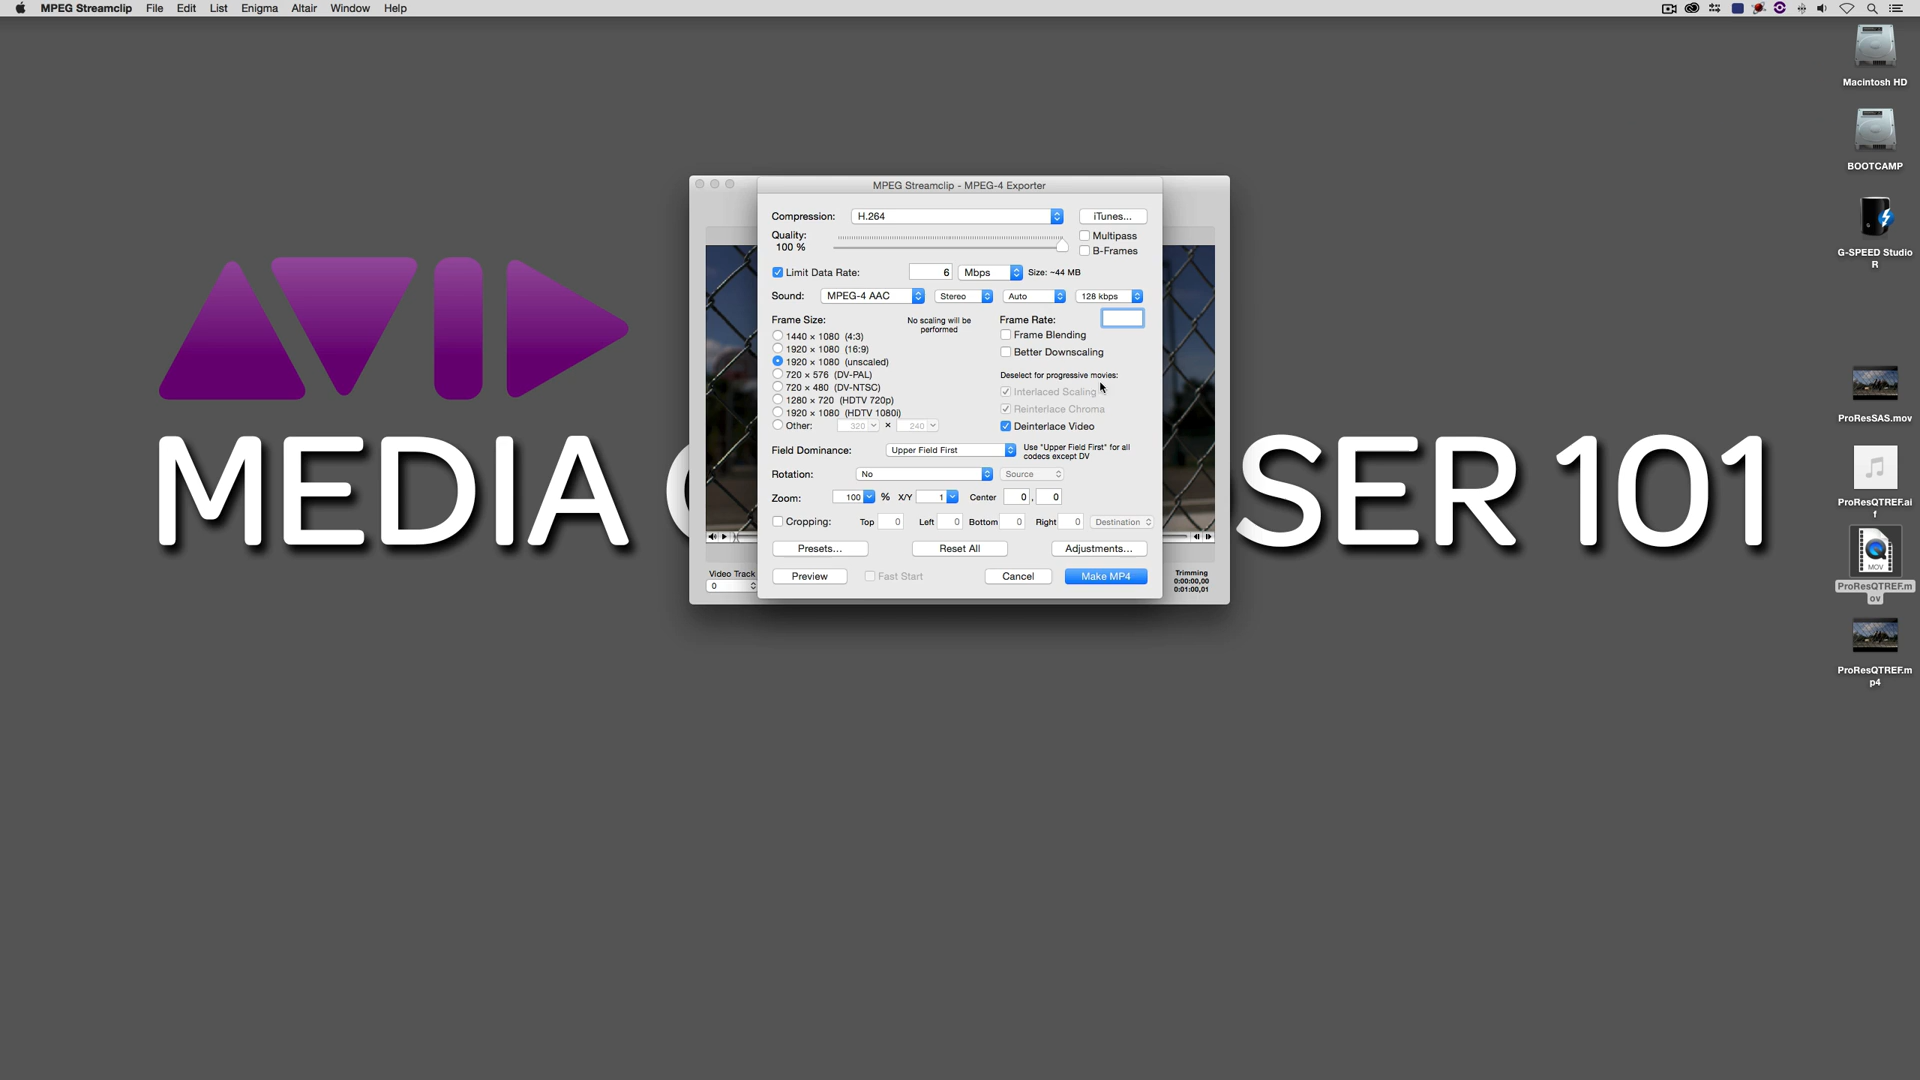 MPEG Streamclip File Edit List Enigma Altair Window Help
Macintosh HD
BOOTCAMP
G-SPEED Studio
R
ProResSAS.mov
ProResQTREF.ai
f
MOV
ProResQTREF.m
ov
ProResQTREF.m
p4
AVID
MEDIA C SER 101
MPEG Streamclip - MPEG-4 Exporter
Compression: H.264 iTunes...
Quality: Multipass
100 % B-Frames
Limit Data Rate: 6 Mbps Size: ~44 MB
Sound: MPEG-4 AAC Stereo Auto 128 kbps
Frame Size: No scaling will be performed Frame Rate:
1440 × 1080 (4:3) Frame Blending
1920 × 1080 (16:9) Better Downscaling
1920 × 1080 (unscaled)
720 × 576 (DV-PAL) Deselect for progressive movies:
720 × 480 (DV-NTSC) Interlaced Scaling
1280 × 720 (HDTV 720p) Reinterlace Chroma
1920 × 1080 (HDTV 1080i)
Other: 320 × 240 Deinterlace Video
Field Dominance: Upper Field First Use "Upper Field First" for all
codecs except DV
Rotation: No Source
Zoom: 100 % X/Y 1 Center 0 , 0
Cropping: Top 0 Left 0 Bottom 0 Right 0 Destination
Presets... Reset All Adjustments...
Preview Fast Start Cancel Make MP4
Video Track
0
Trimming
0:00:00,00
0:01:00,01